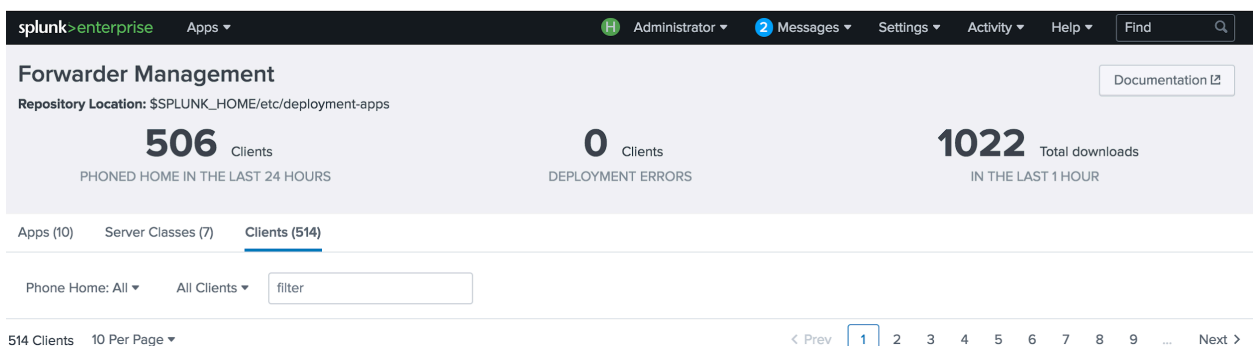 splunk>enterprise Apps H Administrator 2 Messages Settings Activity Help Find
Forwarder Management
Documentation
Repository Location: $SPLUNK_HOME/etc/deployment-apps
506 Clients 0 Clients 1022 Total downloads
PHONED HOME IN THE LAST 24 HOURS DEPLOYMENT ERRORS IN THE LAST 1 HOUR
Apps (10) Server Classes (7) Clients (514)
Phone Home: All All Clients filter
514 Clients 10 Per Page < Prev 1 2 3 4 5 6 7 8 9 ... Next >